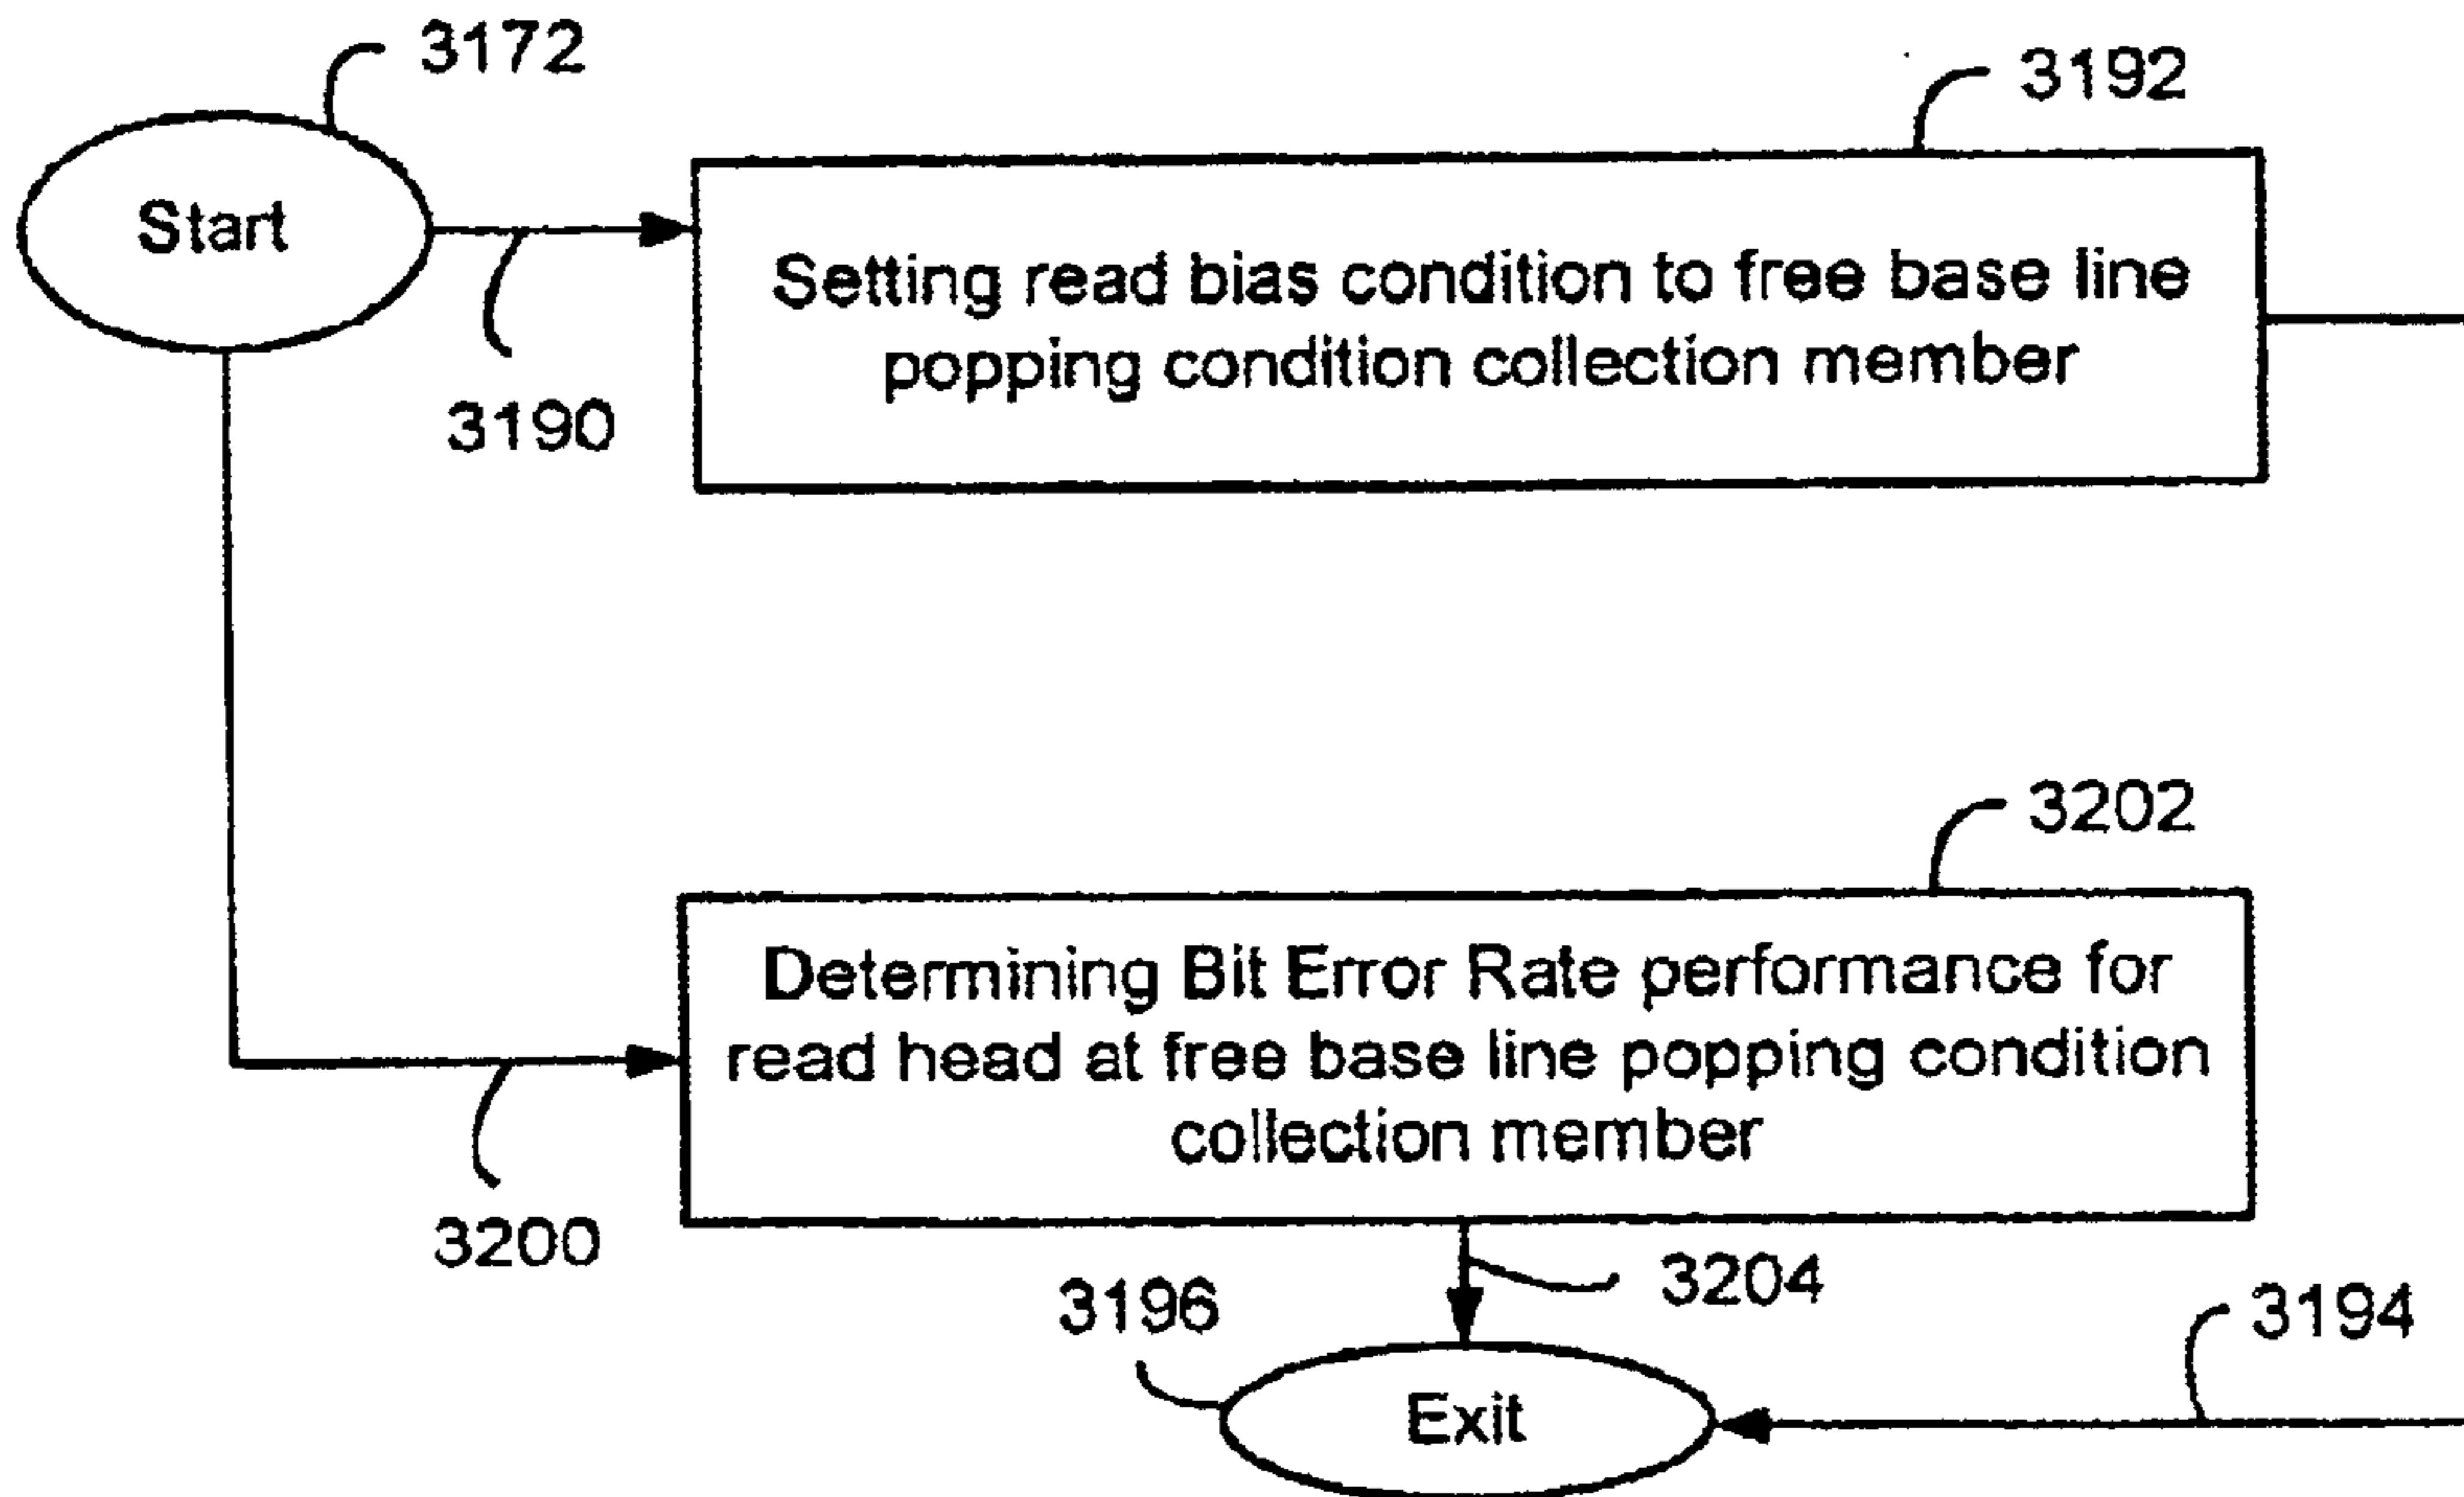 3172
3192
Start
Setting read bias condition to free base line
popping condition collection member
3190
3202
Determining Bit Error Rate performance for
read head at free base line popping condition
collection member
3200
3204
3196
3194
Exit